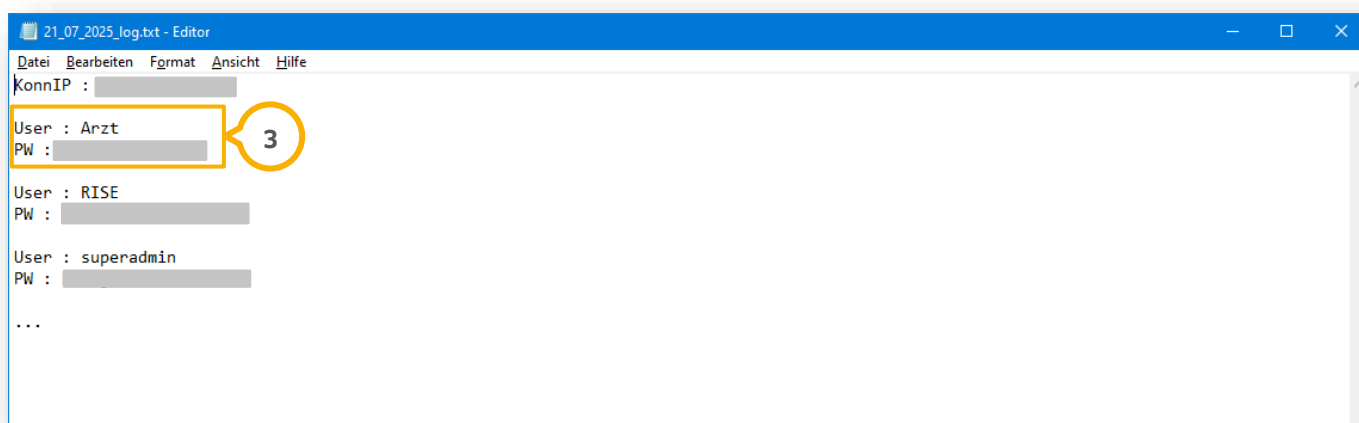 21_07_2025_log.txt - Editor
Datei Bearbeiten Format Ansicht Hilfe
KonnIP :
User : Arzt
PW :
3
User : RISE
PW :
User : superadmin
PW :
...